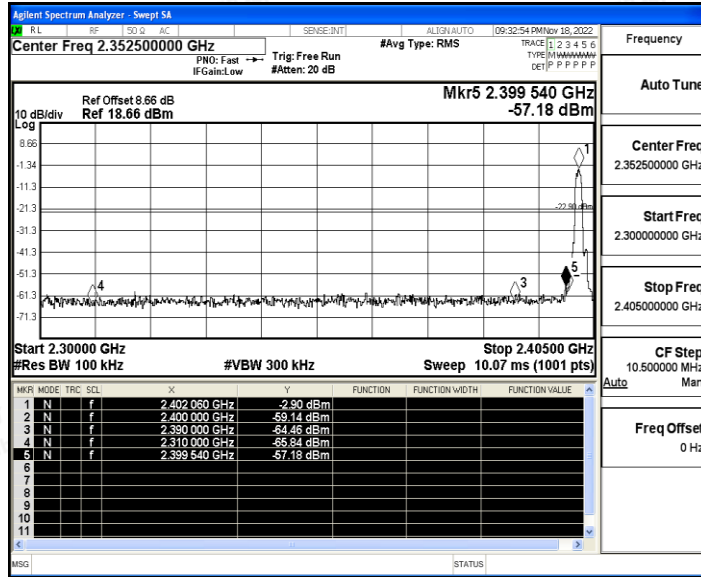 Agilent Spectrum Analyzer - Swept SA
RL RF 50 Ω AC SENSE:INT ALIGN AUTO 09:32:54 PM Nov 18, 2022
Center Freq 2.352500000 GHz
PNO: Fast
IFGain:Low
Trig: Free Run
#Atten: 20 dB
#Avg Type: RMS
TRACE 1 2 3 4 5 6
TYPE M WWWWW
DET P P P P P P
Ref Offset 8.66 dB
Ref 18.66 dBm
10 dB/div
Log
Mkr5 2.399 540 GHz
-57.18 dBm
8.66
-1.34
-11.3
-21.3
-31.3
-41.3
-51.3
-61.3
-71.3
1
-22.90 dBm
5
3
4
Start 2.30000 GHz Stop 2.40500 GHz
#Res BW 100 kHz #VBW 300 kHz Sweep 10.07 ms (1001 pts)
MKR MODE TRC SCL X Y FUNCTION FUNCTION WIDTH FUNCTION VALUE
1 N f 2.402 060 GHz -2.90 dBm
2 N f 2.400 000 GHz -59.14 dBm
3 N f 2.390 000 GHz -64.46 dBm
4 N f 2.310 000 GHz -65.84 dBm
5 N f 2.399 540 GHz -57.18 dBm
6
7
8
9
10
11
MSG STATUS
Frequency
Auto Tune
Center Freq
2.352500000 GHz
Start Freq
2.300000000 GHz
Stop Freq
2.405000000 GHz
CF Step
10.500000 MHz
Auto Man
Freq Offset
0 Hz